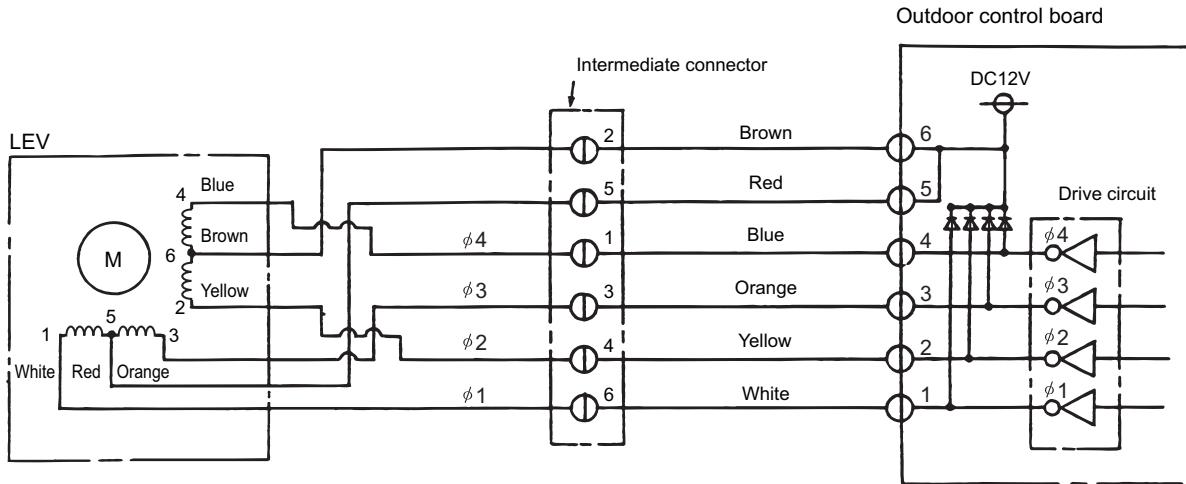 Outdoor control board
DC12V
Intermediate connector
LEV
2 Brown 6
5 Red 5
Drive circuit
4 Blue
ϕ4 1 Blue 4 ϕ4
6 Brown
M
ϕ3 3 Orange 3 ϕ3
2 Yellow
ϕ2 4 Yellow 2 ϕ2
1 5 3
White Red Orange
ϕ1 6 White 1 ϕ1